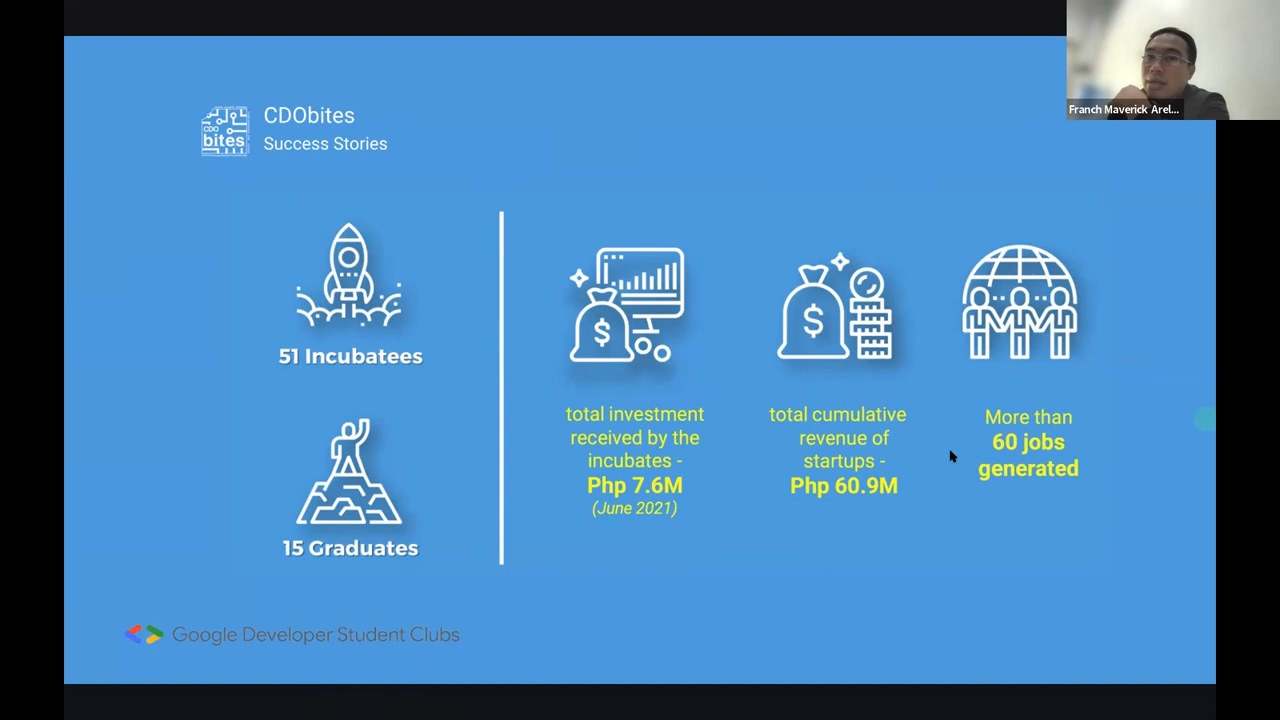 Franch Maverick Arel...
CDObites
Success Stories
CDO
bites
51 Incubatees
15 Graduates
total investment
received by the
incubates -
Php 7.6M
(June 2021)
total cumulative
revenue of
startups -
Php 60.9M
More than
60 jobs
generated
Google Developer Student Clubs